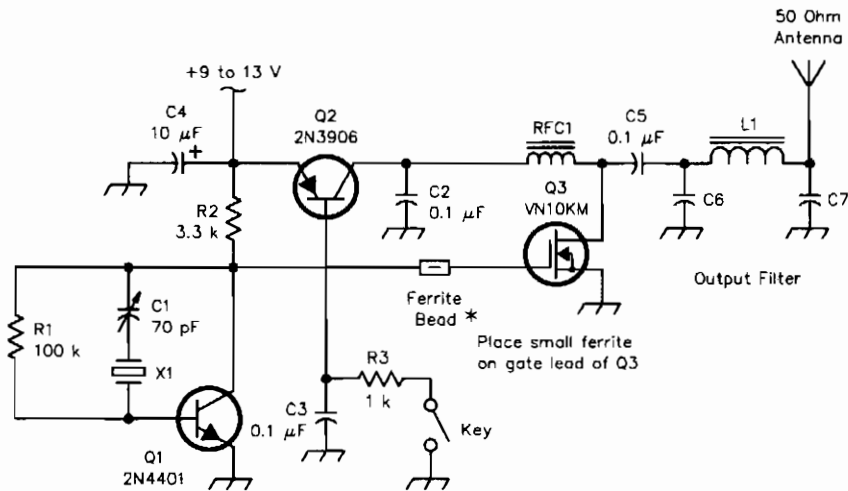 50 Ohm
Antenna
+9 to 13 V
C4
10 µF
+
Q2
2N3906
RFC1
C5
0.1 µF
L1
R2
3.3 k
C2
0.1 µF
Q3
VN10KM
C6
C7
C1
70 pF
Ferrite
Bead *
Output Filter
R1
100 k
Place small ferrite
on gate lead of Q3
X1
R3
1 k
C3
0.1 µF
Key
Q1
2N4401